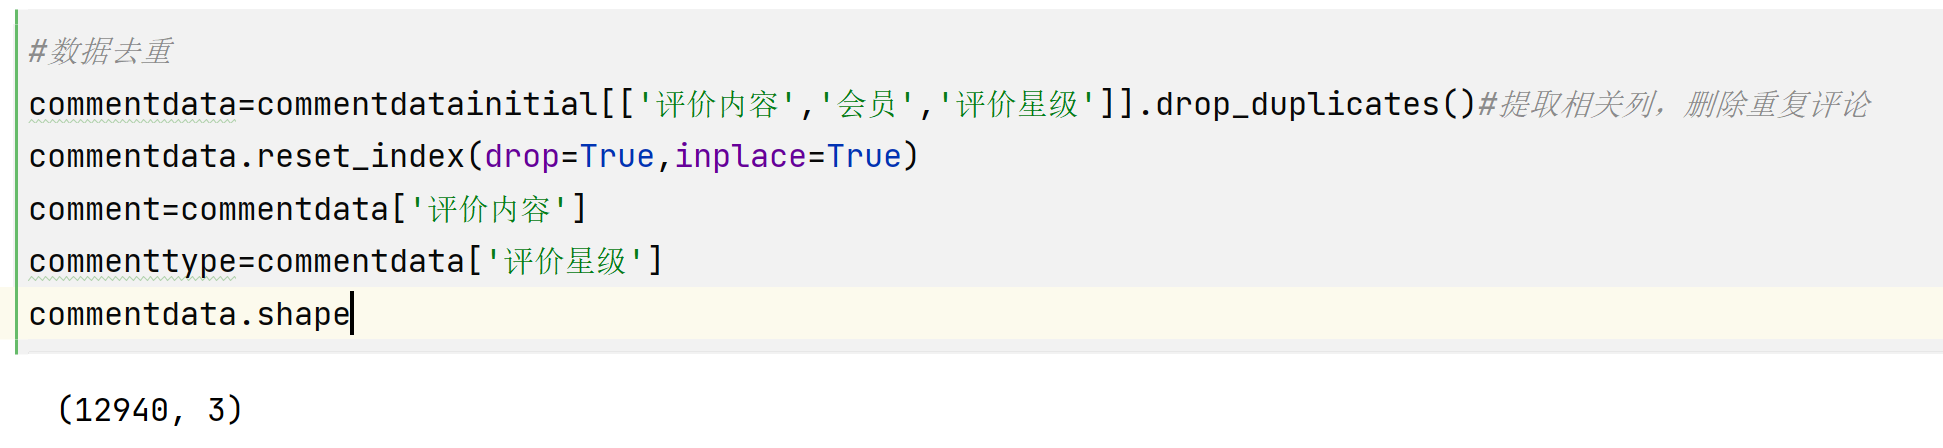 #数据去重
commentdata=commentdatainitial[['评价内容','会员','评价星级']].drop_duplicates()#提取相关列，删除重复评论
commentdata.reset_index(drop=True,inplace=True)
comment=commentdata['评价内容']
commenttype=commentdata['评价星级']
commentdata.shape
(12940, 3)